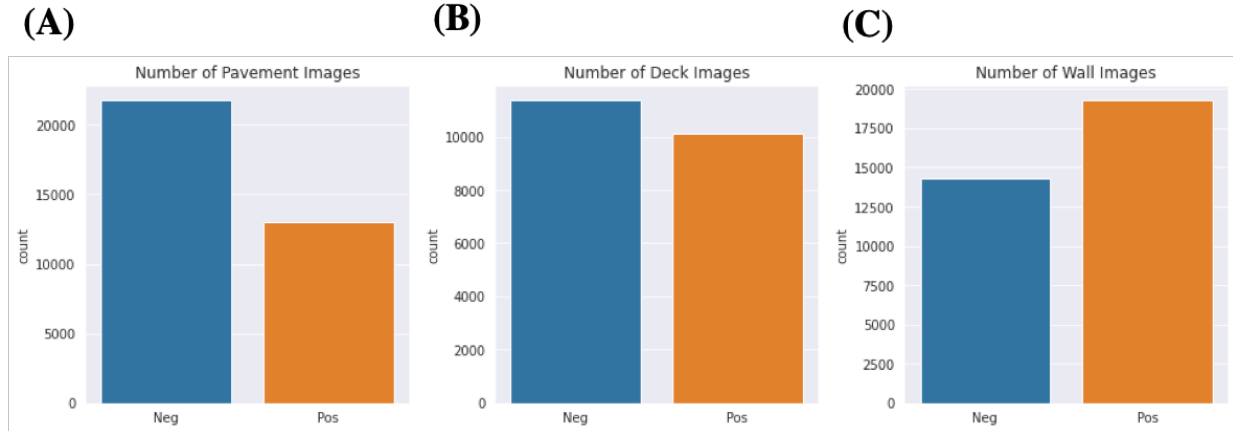 (A)
Number of Pavement Images
20000
15000
10000
5000
0
count
Neg Pos
(B)
Number of Deck Images
10000
8000
6000
4000
2000
0
count
Neg Pos
(C)
Number of Wall Images
20000
17500
15000
12500
10000
7500
5000
2500
0
count
Neg Pos